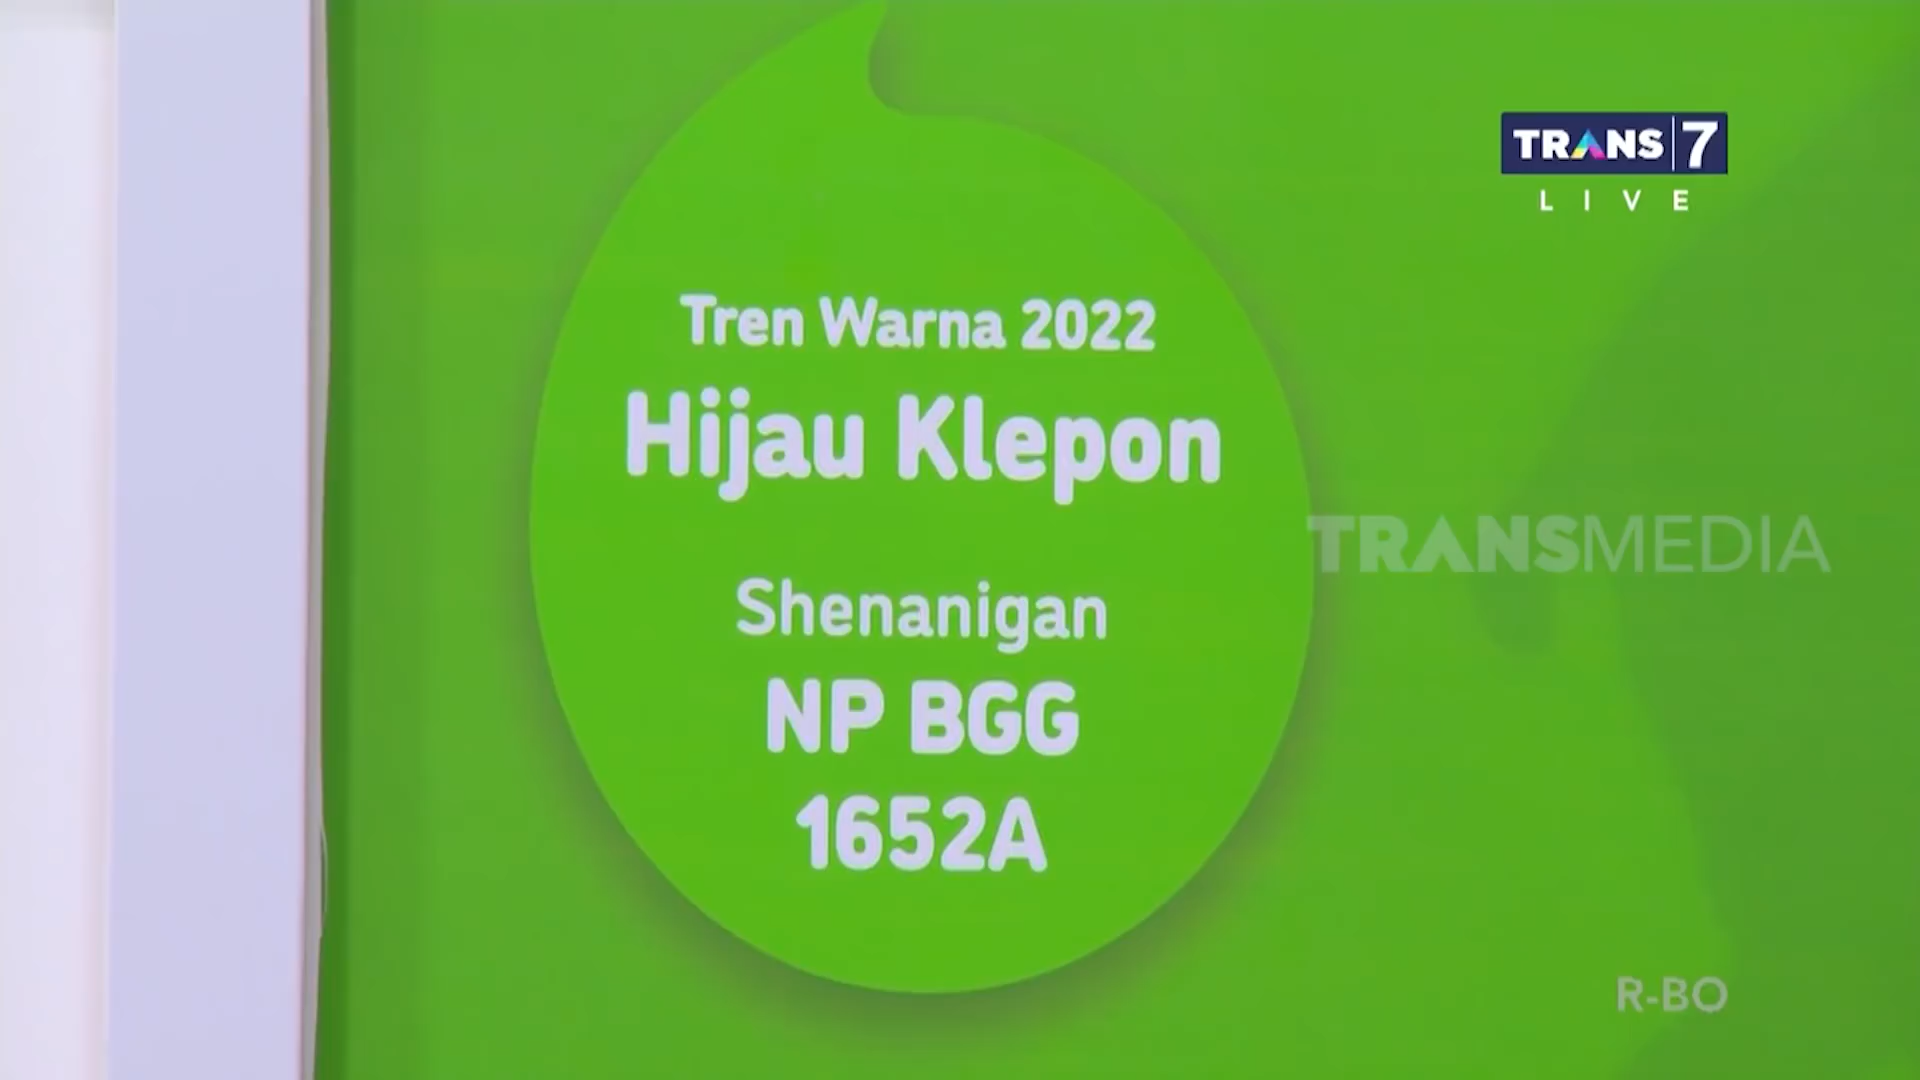 TRANS|7
LIVE
Tren Warna 2022
Hijau Klepon
TRANSMEDIA
Shenanigan
NP BGG
1652A
R-BO